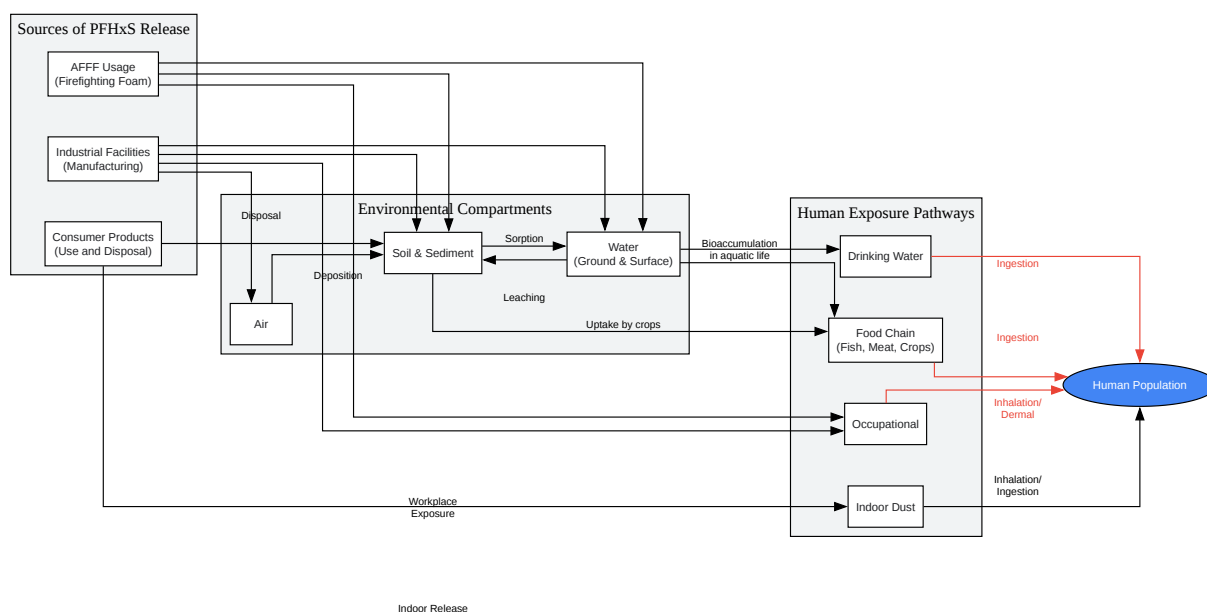 Sources of PFHxS Release
AFFF Usage
(Firefighting Foam)
Industrial Facilities
(Manufacturing)
Consumer Products
(Use and Disposal)
Disposal
Environmental Compartments
Soil & Sediment
Sorption
Water
(Ground & Surface)
Deposition
Leaching
Air
Uptake by crops
Bioaccumulation
in aquatic life
Human Exposure Pathways
Drinking Water
Food Chain
(Fish, Meat, Crops)
Occupational
Indoor Dust
Ingestion
Ingestion
Inhalation/
Dermal
Inhalation/
Ingestion
Human Population
Workplace
Exposure
Indoor Release